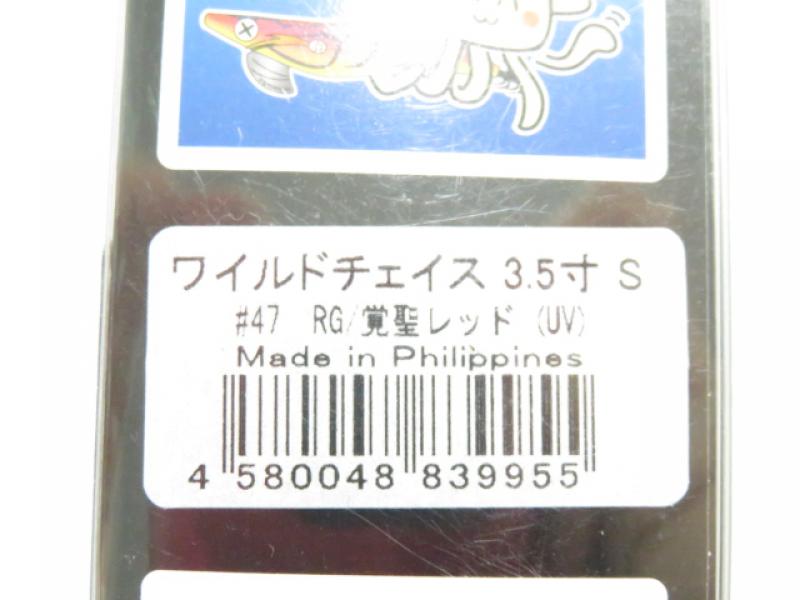 ワイルドチェイス 3.5寸 S
#47 RG/覚聖レッド (UV)
Made in Philippines
4 580048 839955